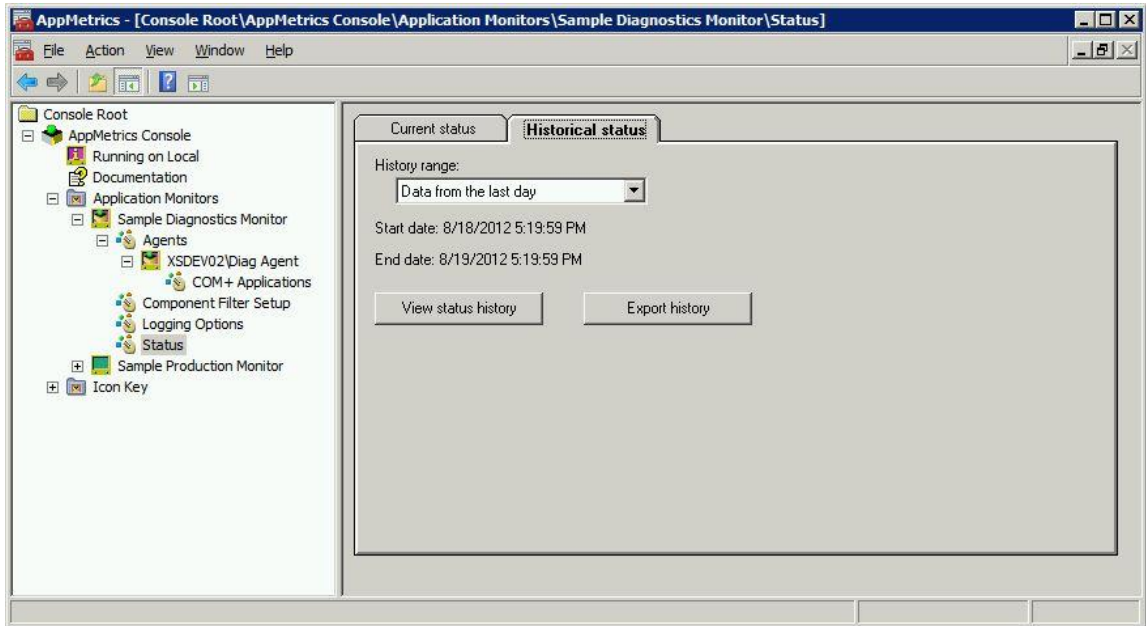 AppMetrics - [Console Root\AppMetrics Console\Application Monitors\Sample Diagnostics Monitor\Status]
File Action View Window Help
Console Root
AppMetrics Console
Running on Local
Documentation
Application Monitors
Sample Diagnostics Monitor
Agents
XSDEV02\Diag Agent
COM+ Applications
Component Filter Setup
Logging Options
Status
Sample Production Monitor
Icon Key
Current status
Historical status
History range:
Data from the last day
Start date: 8/18/2012 5:19:59 PM
End date: 8/19/2012 5:19:59 PM
View status history
Export history